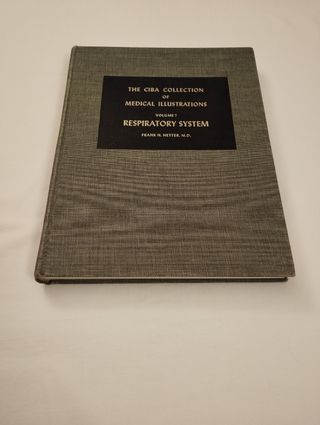 THE CIBA COLLECTION
OF
MEDICAL ILLUSTRATIONS
VOLUME 7
RESPIRATORY SYSTEM
FRANK H. NETTER, M.D.